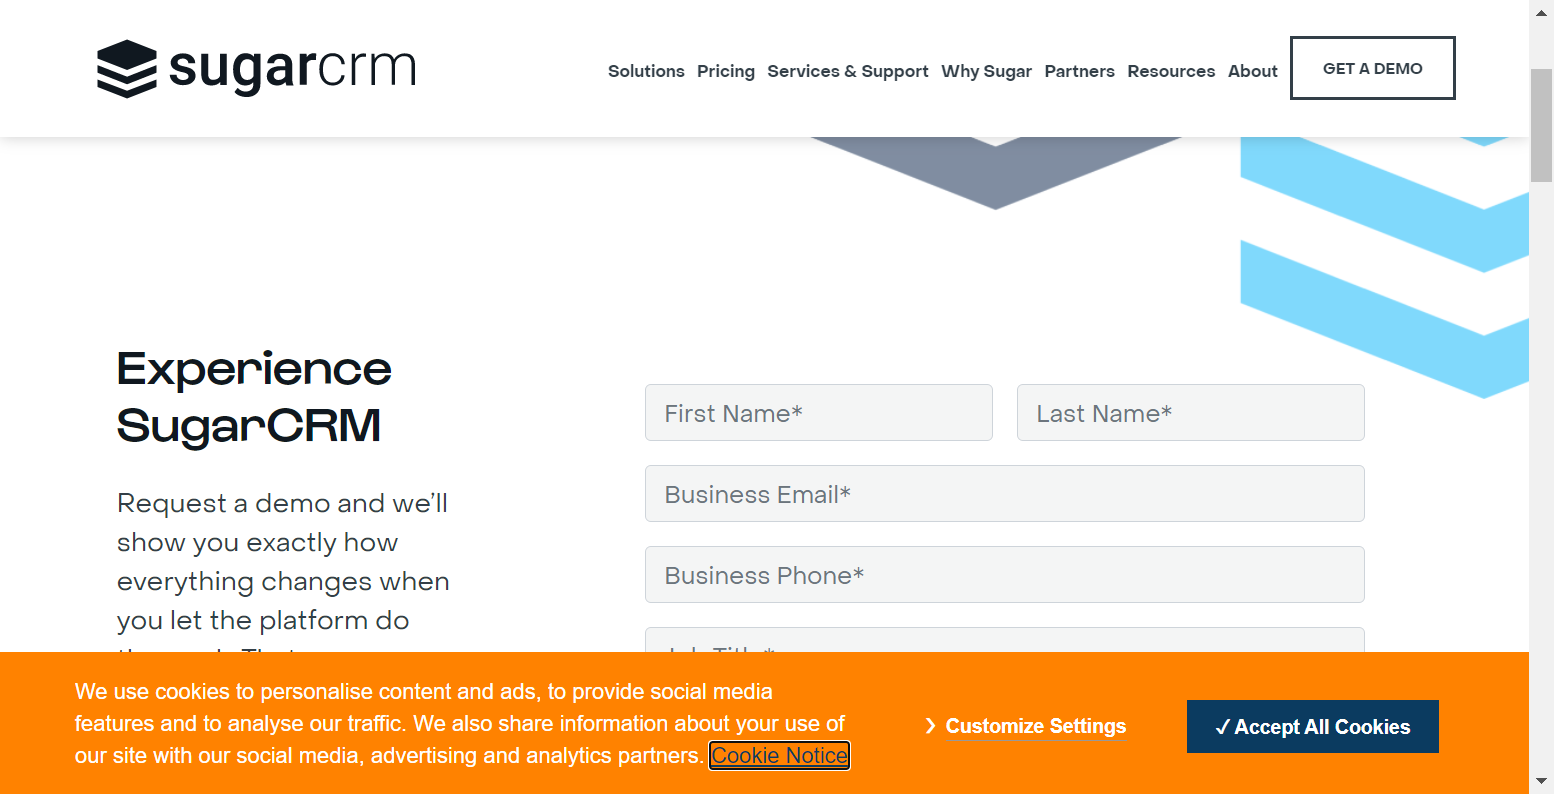 sugarcrm
Solutions Pricing Services & Support Why Sugar Partners Resources About GET A DEMO
Experience
SugarCRM
Request a demo and we’ll
show you exactly how
everything changes when
you let the platform do
First Name* Last Name*
Business Email*
Business Phone*
Job Title*
We use cookies to personalise content and ads, to provide social media
features and to analyse our traffic. We also share information about your use of
our site with our social media, advertising and analytics partners. Cookie Notice
Customize Settings
✓ Accept All Cookies